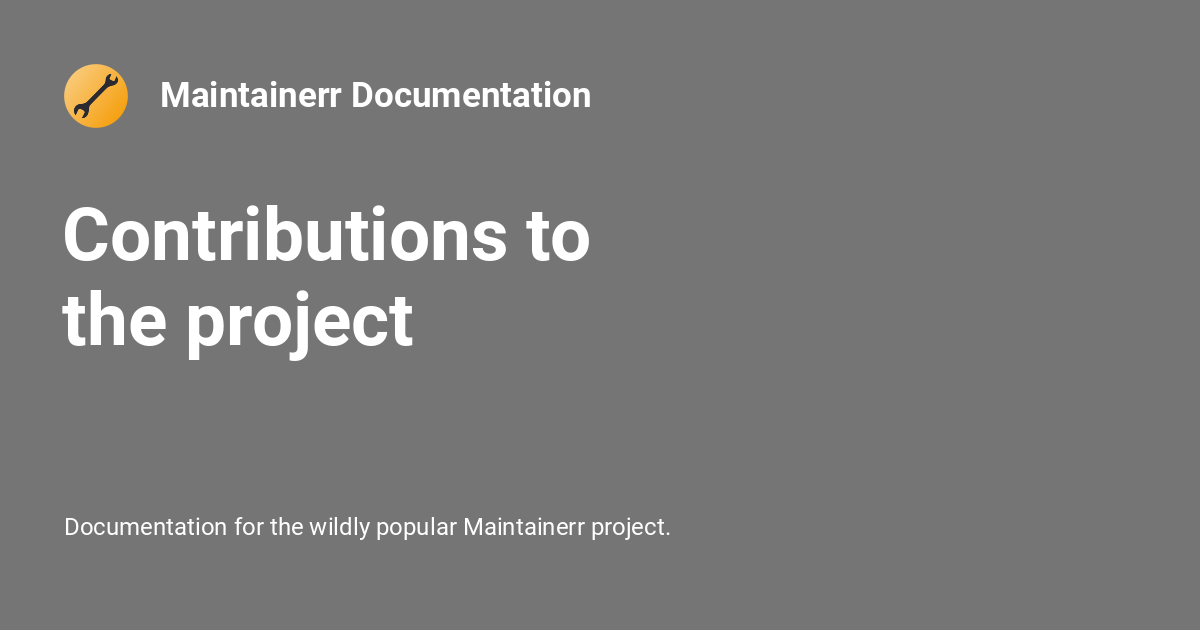 Maintainerr Documentation
Contributions to
the project
Documentation for the wildly popular Maintainerr project.